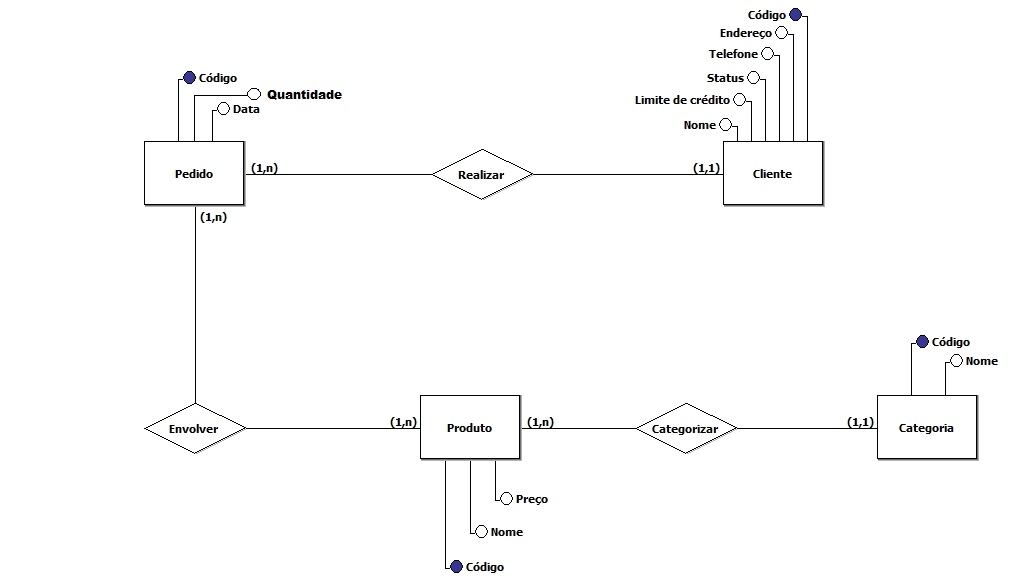 Código
Endereço
Telefone
Status
Limite de crédito
Nome
Código
Quantidade
Data
Pedido
(1,n)
Realizar
(1,1)
Cliente
(1,n)
Código
Nome
Envolver
(1,n)
Produto
(1,n)
Categorizar
(1,1)
Categoria
Preço
Nome
Código